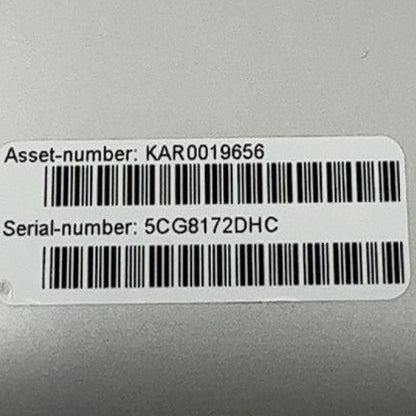 Asset-number: KAR0019656
Serial-number: 5CG8172DHC